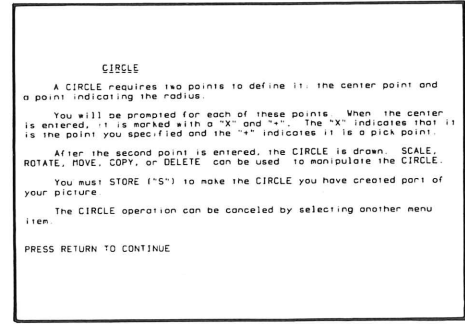 CIRCLE
A CIRCLE requires two points to define it: the center point and
a point indicating the radius.
You will be prompted for each of these points. When the center
is entered, it is marked with a "X" and "+". The "X" indicates that it
is the point you specified and the "+" indicates it is a pick point.
After the second point is entered, the CIRCLE is drawn. SCALE,
ROTATE, MOVE, COPY, or DELETE can be used to manipulate the CIRCLE.
You must STORE ("S") to make the CIRCLE you have created part of
your picture.
The CIRCLE operation can be canceled by selecting another menu
item.
PRESS RETURN TO CONTINUE